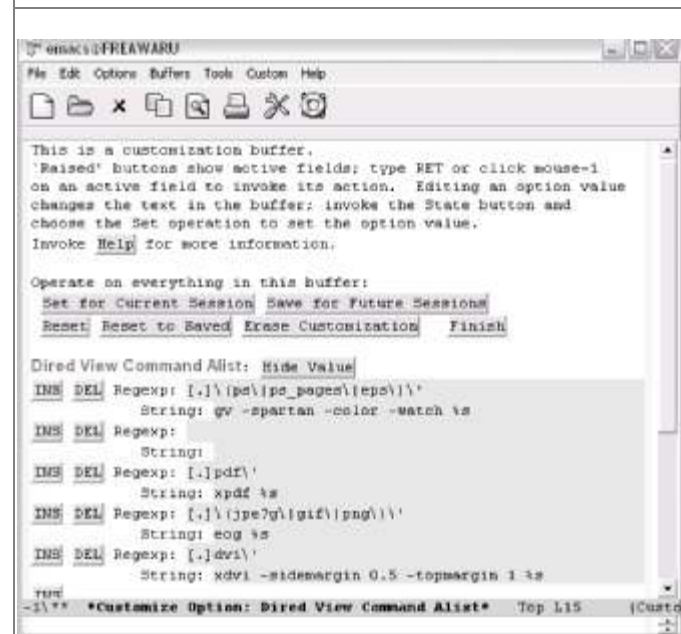 emacs@FREAWARU
File Edit Options Buffers Tools Custom Help
This is a customization buffer.
`Raised' buttons show active fields; type RET or click mouse-1
on an active field to invoke its action. Editing an option value
changes the text in the buffer; invoke the State button and
choose the Set operation to set the option value.
Invoke Help for more information.
Operate on everything in this buffer:
Set for Current Session Save for Future Sessions
Reset Reset to Saved Erase Customization Finish
Dired View Command Alist: Hide Value
INS DEL Regexp: [.]\(ps\|ps_pages\|eps\)\'
String: gv -spartan -color -watch %s
INS DEL Regexp:
String:
INS DEL Regexp: [.]pdf\'
String: xpdf %s
INS DEL Regexp: [.]\(jpe?g\|gif\|png\)\'
String: eog %s
INS DEL Regexp: [.]dvi\'
String: xdvi -sidemargin 0.5 -topmargin 1 %s
-1\** *Customize Option: Dired View Command Alist* Top L15 (Custo